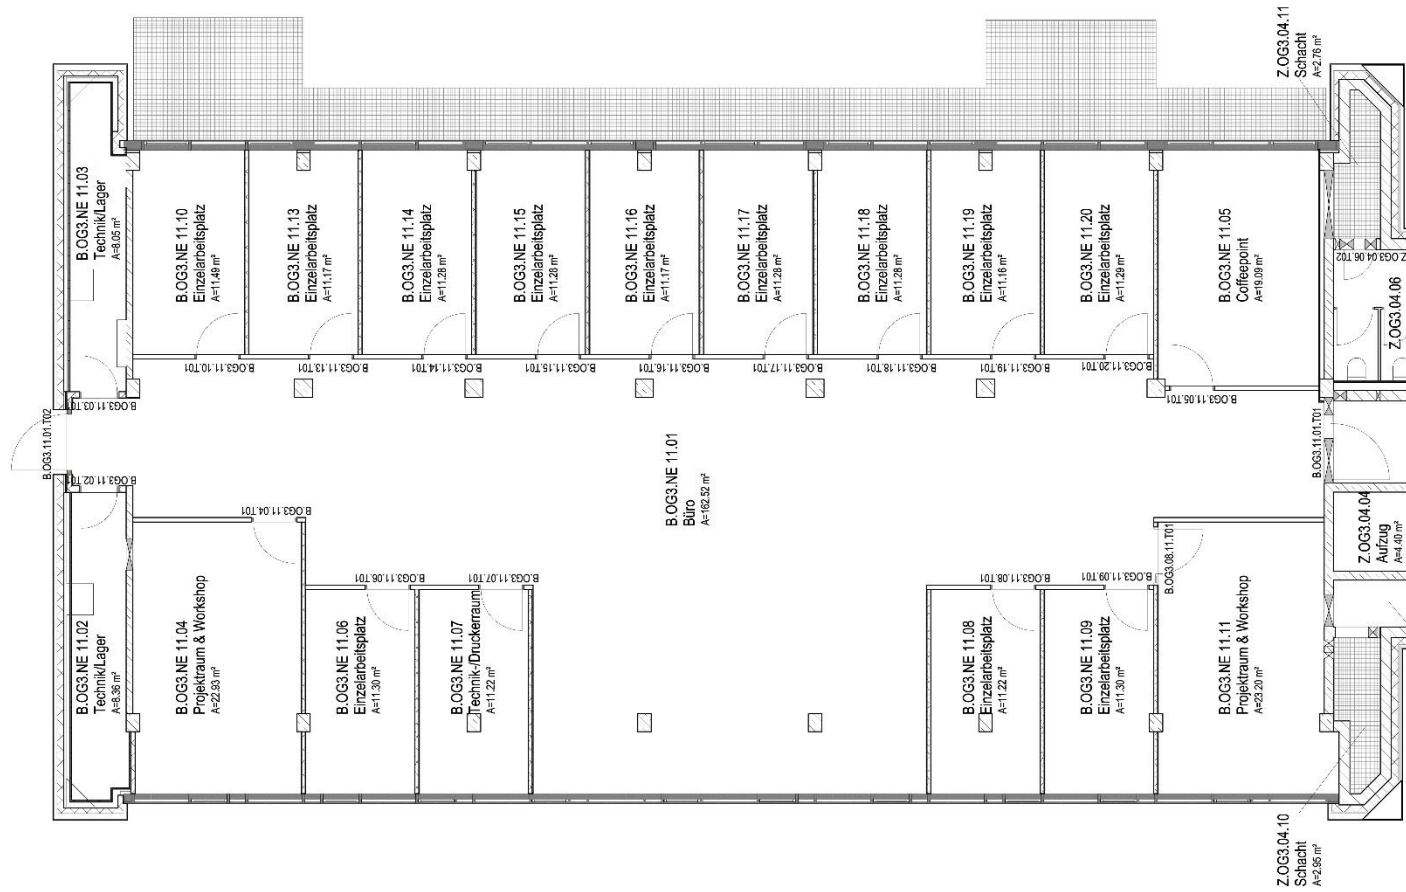 Z.OG3.04.11
Schacht
A=2.76 m²
B.OG3.NE 11.03
Technik/Lager
A=8.05 m²
B.OG3.NE 11.10
Einzelarbeitsplatz
A=11.49 m²
B.OG3.NE 11.13
Einzelarbeitsplatz
A=11.17 m²
B.OG3.NE 11.14
Einzelarbeitsplatz
A=11.28 m²
B.OG3.NE 11.15
Einzelarbeitsplatz
A=11.28 m²
B.OG3.NE 11.16
Einzelarbeitsplatz
A=11.17 m²
B.OG3.NE 11.17
Einzelarbeitsplatz
A=11.28 m²
B.OG3.NE 11.18
Einzelarbeitsplatz
A=11.28 m²
B.OG3.NE 11.19
Einzelarbeitsplatz
A=11.16 m²
B.OG3.NE 11.20
Einzelarbeitsplatz
A=11.29 m²
B.OG3.NE 11.05
Coffeepoint
A=19.09 m²
Z.OG3.04.06.T02
Z.OG3.04.06
B.OG3.11.10.T01
B.OG3.11.13.T01
B.OG3.11.14.T01
B.OG3.11.15.T01
B.OG3.11.16.T01
B.OG3.11.17.T01
B.OG3.11.18.T01
B.OG3.11.19.T01
B.OG3.11.20.T01
B.OG3.11.05.T01
B.OG3.11.03.T01
B.OG3.11.01.T02
B.OG3.11.02.T01
B.OG3.NE 11.01
Büro
A=162.52 m²
B.OG3.11.01.T01
B.OG3.11.04.T01
B.OG3.11.06.T01
B.OG3.11.07.T01
B.OG3.11.08.T01
B.OG3.11.09.T01
B.OG3.08.11.T01
Z.OG3.04.04
Aufzug
A=4.40 m²
B.OG3.NE 11.02
Technik/Lager
A=8.36 m²
B.OG3.NE 11.04
Projektraum & Workshop
A=22.93 m²
B.OG3.NE 11.06
Einzelarbeitsplatz
A=11.30 m²
B.OG3.NE 11.07
Technik-/Druckerraum
A=11.22 m²
B.OG3.NE 11.08
Einzelarbeitsplatz
A=11.22 m²
B.OG3.NE 11.09
Einzelarbeitsplatz
A=11.30 m²
B.OG3.NE 11.11
Projektraum & Workshop
A=23.20 m²
Z.OG3.04.10
Schacht
A=2.95 m²